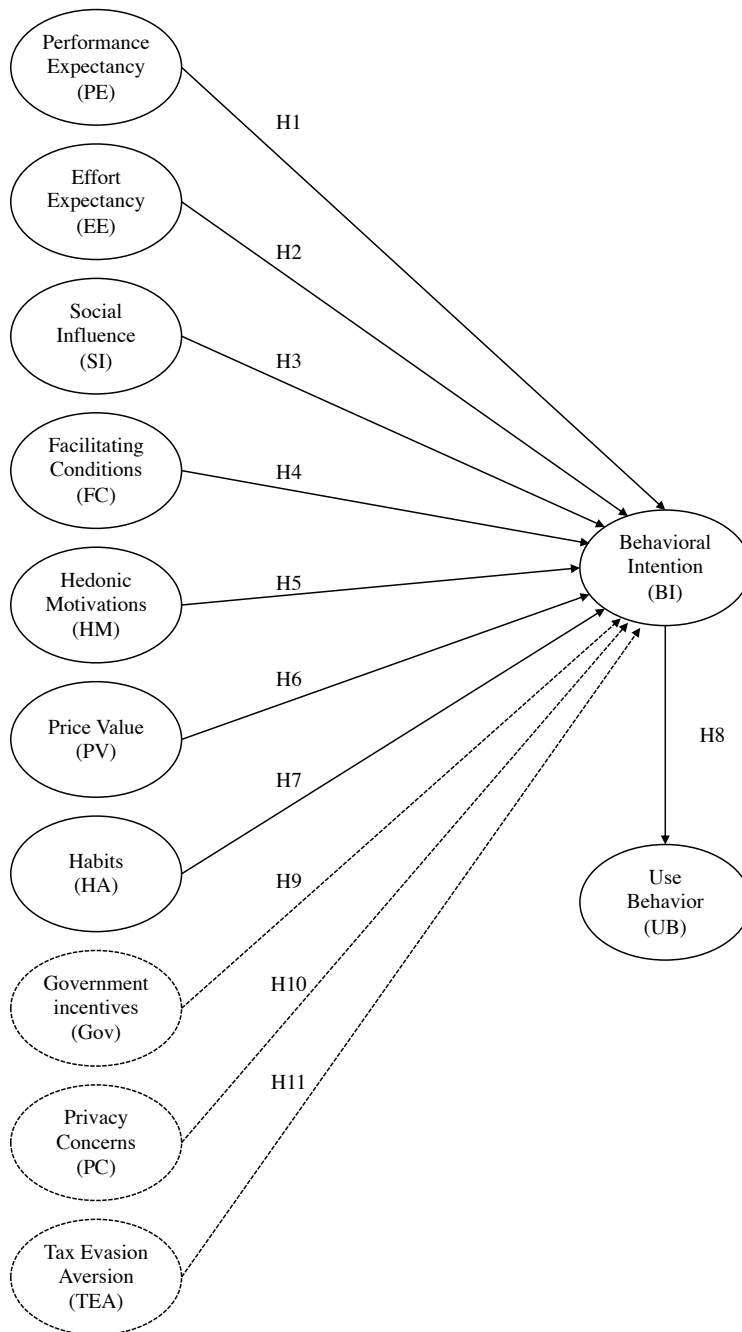 Performance
Expectancy
(PE)
H1
Effort
Expectancy
(EE)
H2
Social
Influence
(SI)
H3
Facilitating
Conditions
(FC)
H4
Hedonic
Motivations
(HM)
H5
Price Value
(PV)
H6
Habits
(HA)
H7
Government
incentives
(Gov)
H9
Privacy
Concerns
(PC)
H10
Tax Evasion
Aversion
(TEA)
H11
Behavioral
Intention
(BI)
H8
Use
Behavior
(UB)